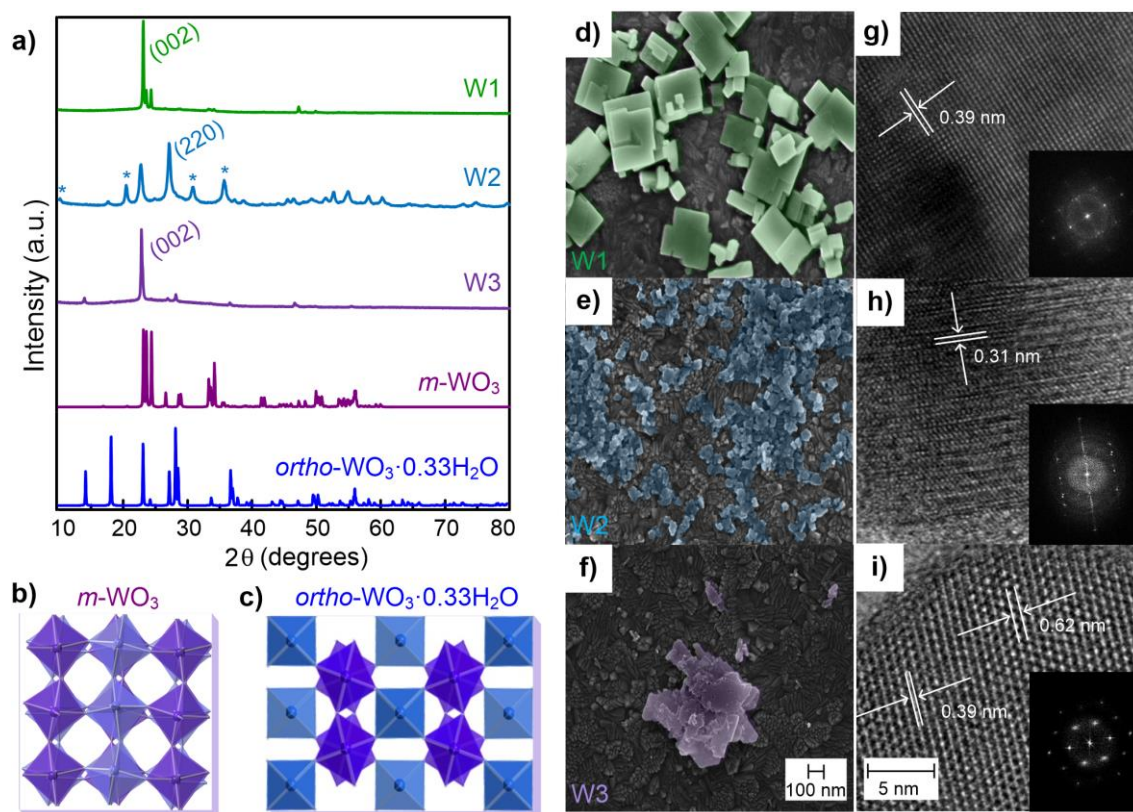 a)
(002)
W1
(220)
* * * *
W2
(002)
W3
m-WO₃
ortho-WO₃·0.33H₂O
Intensity (a.u.)
10 20 30 40 50 60 70 80
2θ (degrees)
b)
m-WO₃
c)
ortho-WO₃·0.33H₂O
d)
W1
e)
W2
f)
W3
100 nm
g)
0.39 nm
h)
0.31 nm
i)
0.62 nm
0.39 nm
5 nm